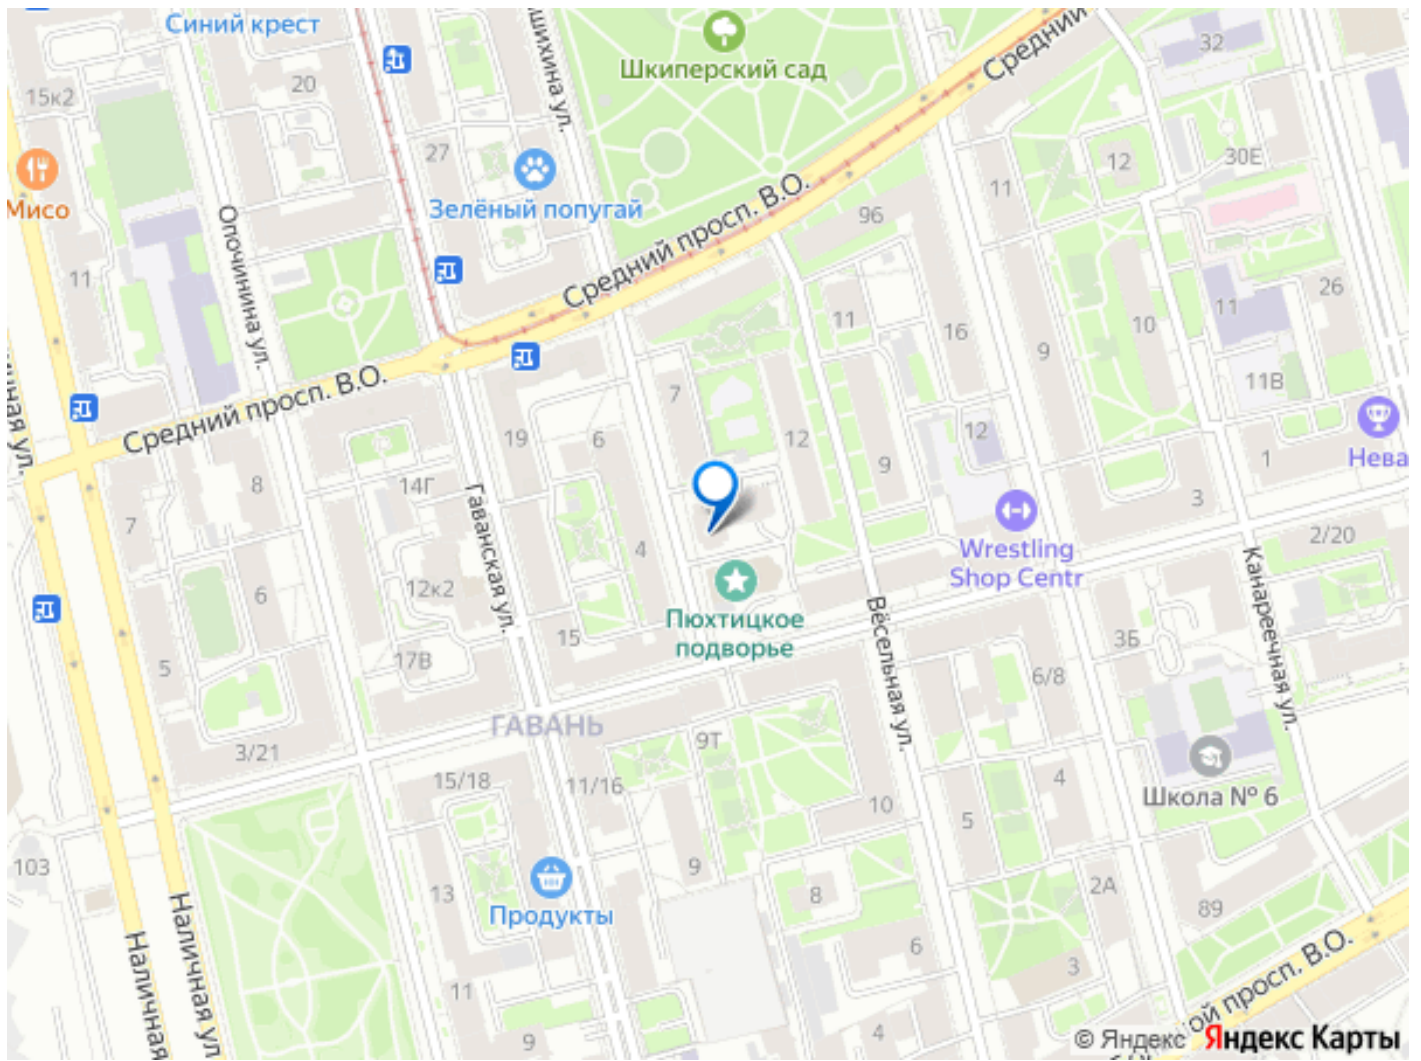 Синий крест
шихина ул.
Шкиперский сад
Средний
32
15к2
20
27
12
30Е
11
Мисо
Зелёный попугай
Средний просп. В.О.
96
Опочинина ул.
11
11
16
11
26
9
10
7
11В
Средний просп. В.О.
19
6
12
9
12
Нева
1
8
14Г
7
3
Гаванская ул.
4
Wrestling
Shop Centr
2/20
Канареечная ул.
12к2
6
Пюхтицкое
подворье
Вёсельная ул.
15
17В
5
3Б
6/8
ГАВАНЬ
9Т
3/21
15/18
11/16
4
Школа № 6
10
5
103
9
13
8
2А
89
Продукты
Наличная ул.
Наличная
6
3
11
9
4
ой просп. В.О.
© Яндекс Яндекс Карты